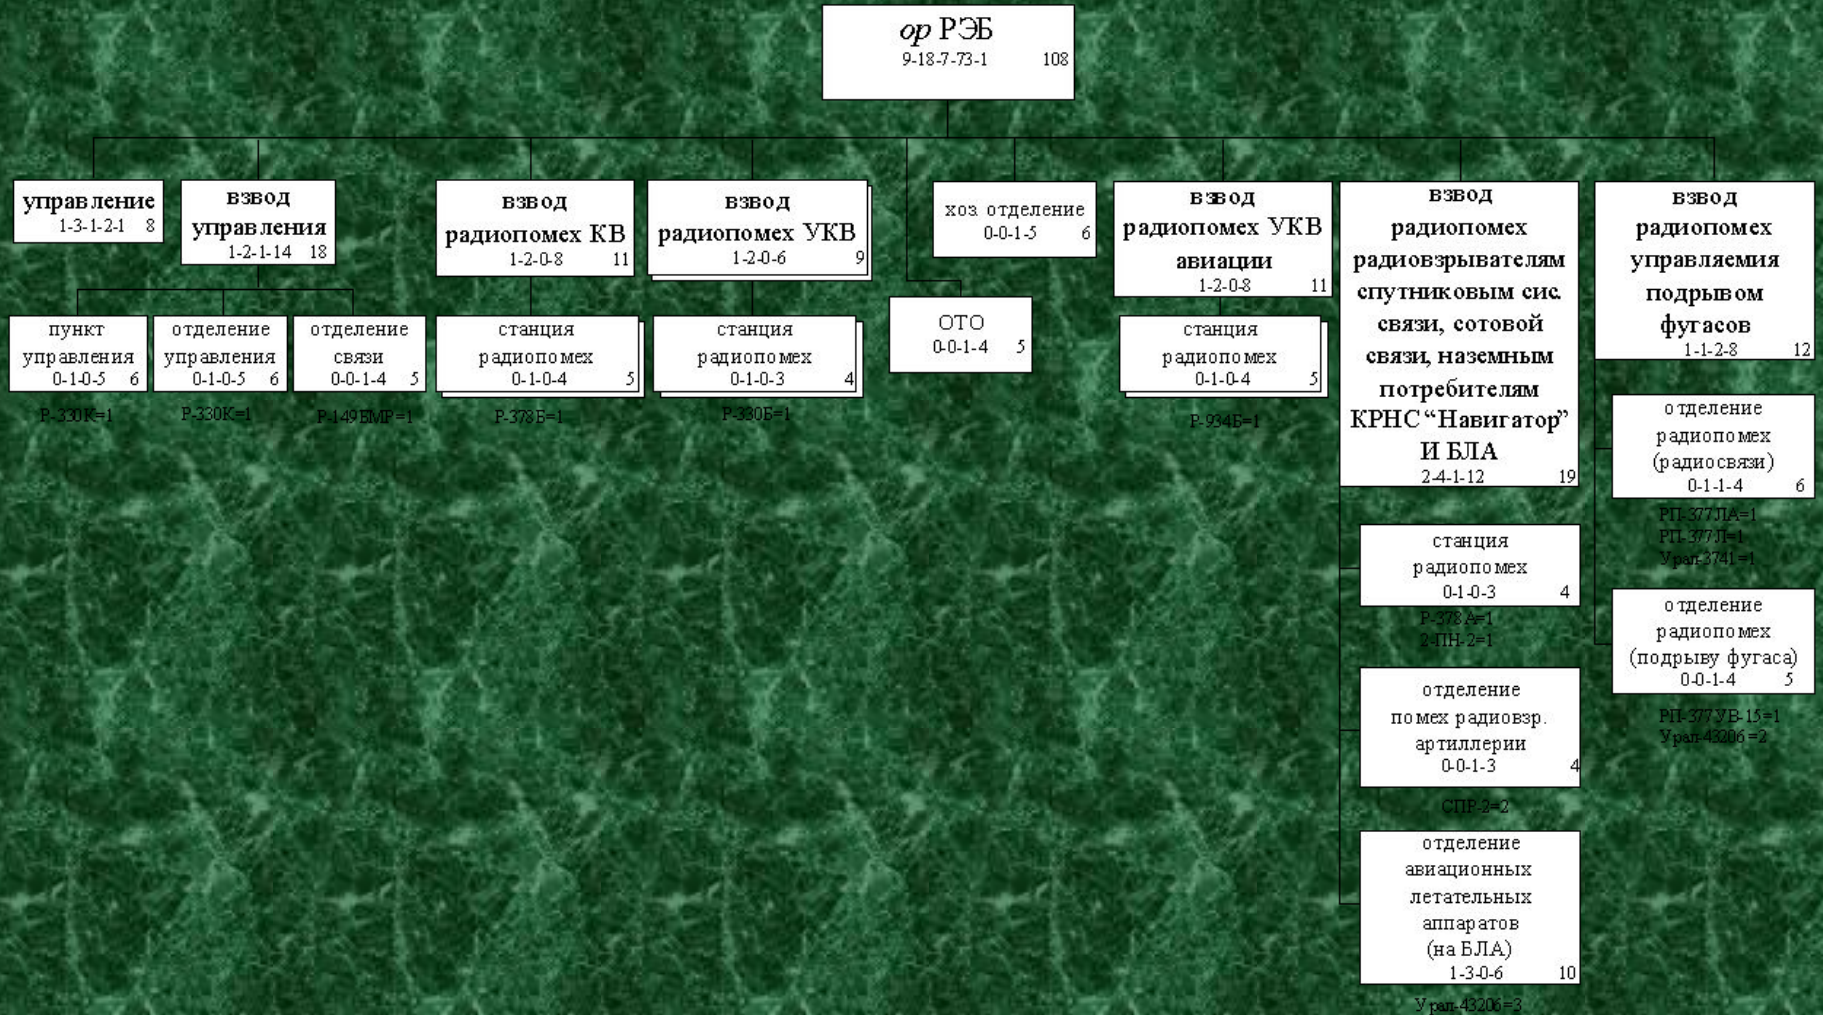 ор РЭБ
9-18-7-73-1 108
управление
1-3-1-2-1 8
взвод
управления
1-2-1-14 18
пункт
управления
0-1-0-5 6
Р-330К=1
отделение
управления
0-1-0-5 6
Р-330К=1
отделение
связи
0-0-1-4 5
Р-149БМР=1
взвод
радиопомех КВ
1-2-0-8 11
станция
радиопомех
0-1-0-4 5
Р-378Б=1
взвод
радиопомех УКВ
1-2-0-6 9
станция
радиопомех
0-1-0-3 4
Р-330Б=1
ОТО
0-0-1-4 5
хоз. отделение
0-0-1-5 6
взвод
радиопомех УКВ
авиации
1-2-0-8 11
станция
радиопомех
0-1-0-4 5
Р-934Б=1
взвод
радиопомех
радиовзрывателям
спутниковым сис.
связи, сотовой
связи, наземным
потребителям
КРНС “Навигатор”
И БЛА
2-4-1-12 19
станция
радиопомех
0-1-0-3 4
Р-378А=1
2-ПН-2=1
отделение
помех радиовзр.
артиллерии
0-0-1-3 4
СПР-2=2
отделение
авиационных
летательных
аппаратов
(на БЛА)
1-3-0-6 10
Урал-43206=3
взвод
радиопомех
управляемия
подрывом
фугасов
1-1-2-8 12
отделение
радиопомех
(радиосвязи)
0-1-1-4 6
РП-377ЛА=1
РП-377Л=1
Урал-3741=1
отделение
радиопомех
(подрыву фугаса)
0-0-1-4 5
РП-377УВ-15=1
Урал-43206=2